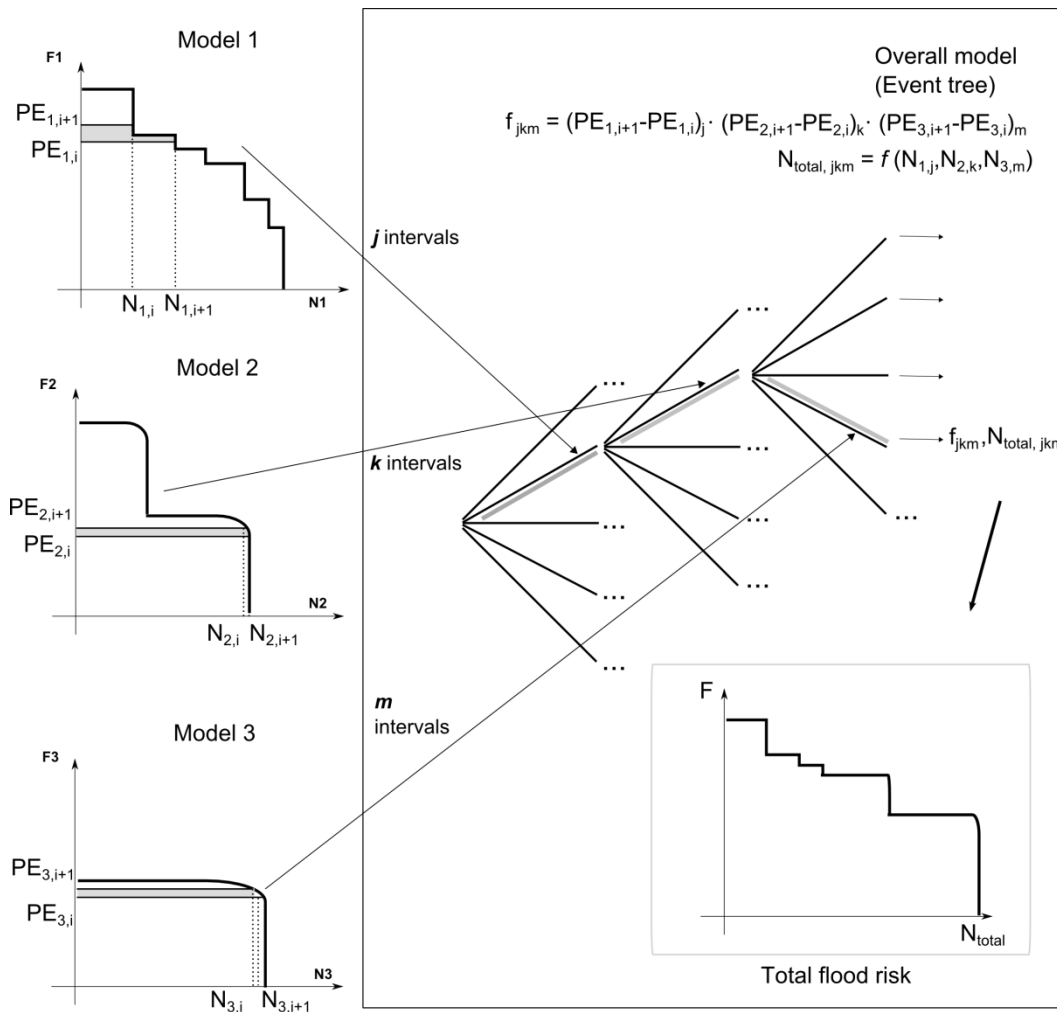 Model 1
F1
PE1,i+1
PE1,i
N1,i
N1,i+1
N1
Model 2
F2
PE2,i+1
PE2,i
N2,i
N2,i+1
N2
Model 3
F3
PE3,i+1
PE3,i
N3,i
N3,i+1
N3
Overall model
(Event tree)
fjkm = (PE1,i+1-PE1,i)j· (PE2,i+1-PE2,i)k· (PE3,i+1-PE3,i)m
Ntotal, jkm = f (N1,j,N2,k,N3,m)
j intervals
k intervals
m
intervals
...
...
...
...
...
...
...
...
...
fjkm,Ntotal, jkm
F
Ntotal
Total flood risk